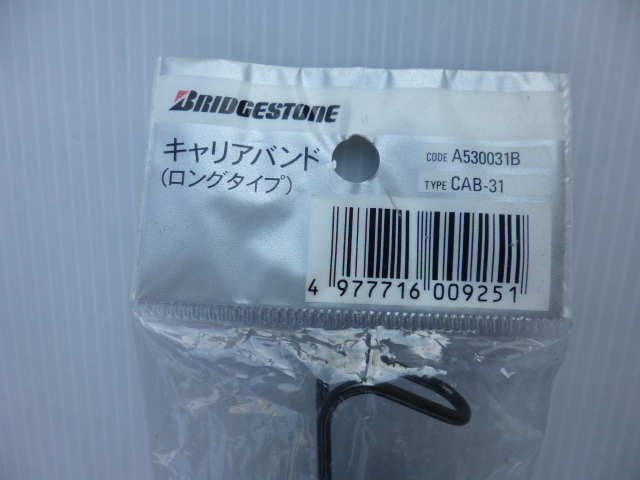 BRIDGESTONE
キャリアバンド
(ロングタイプ)
CODE A530031B
TYPE CAB-31
4 977716 009251